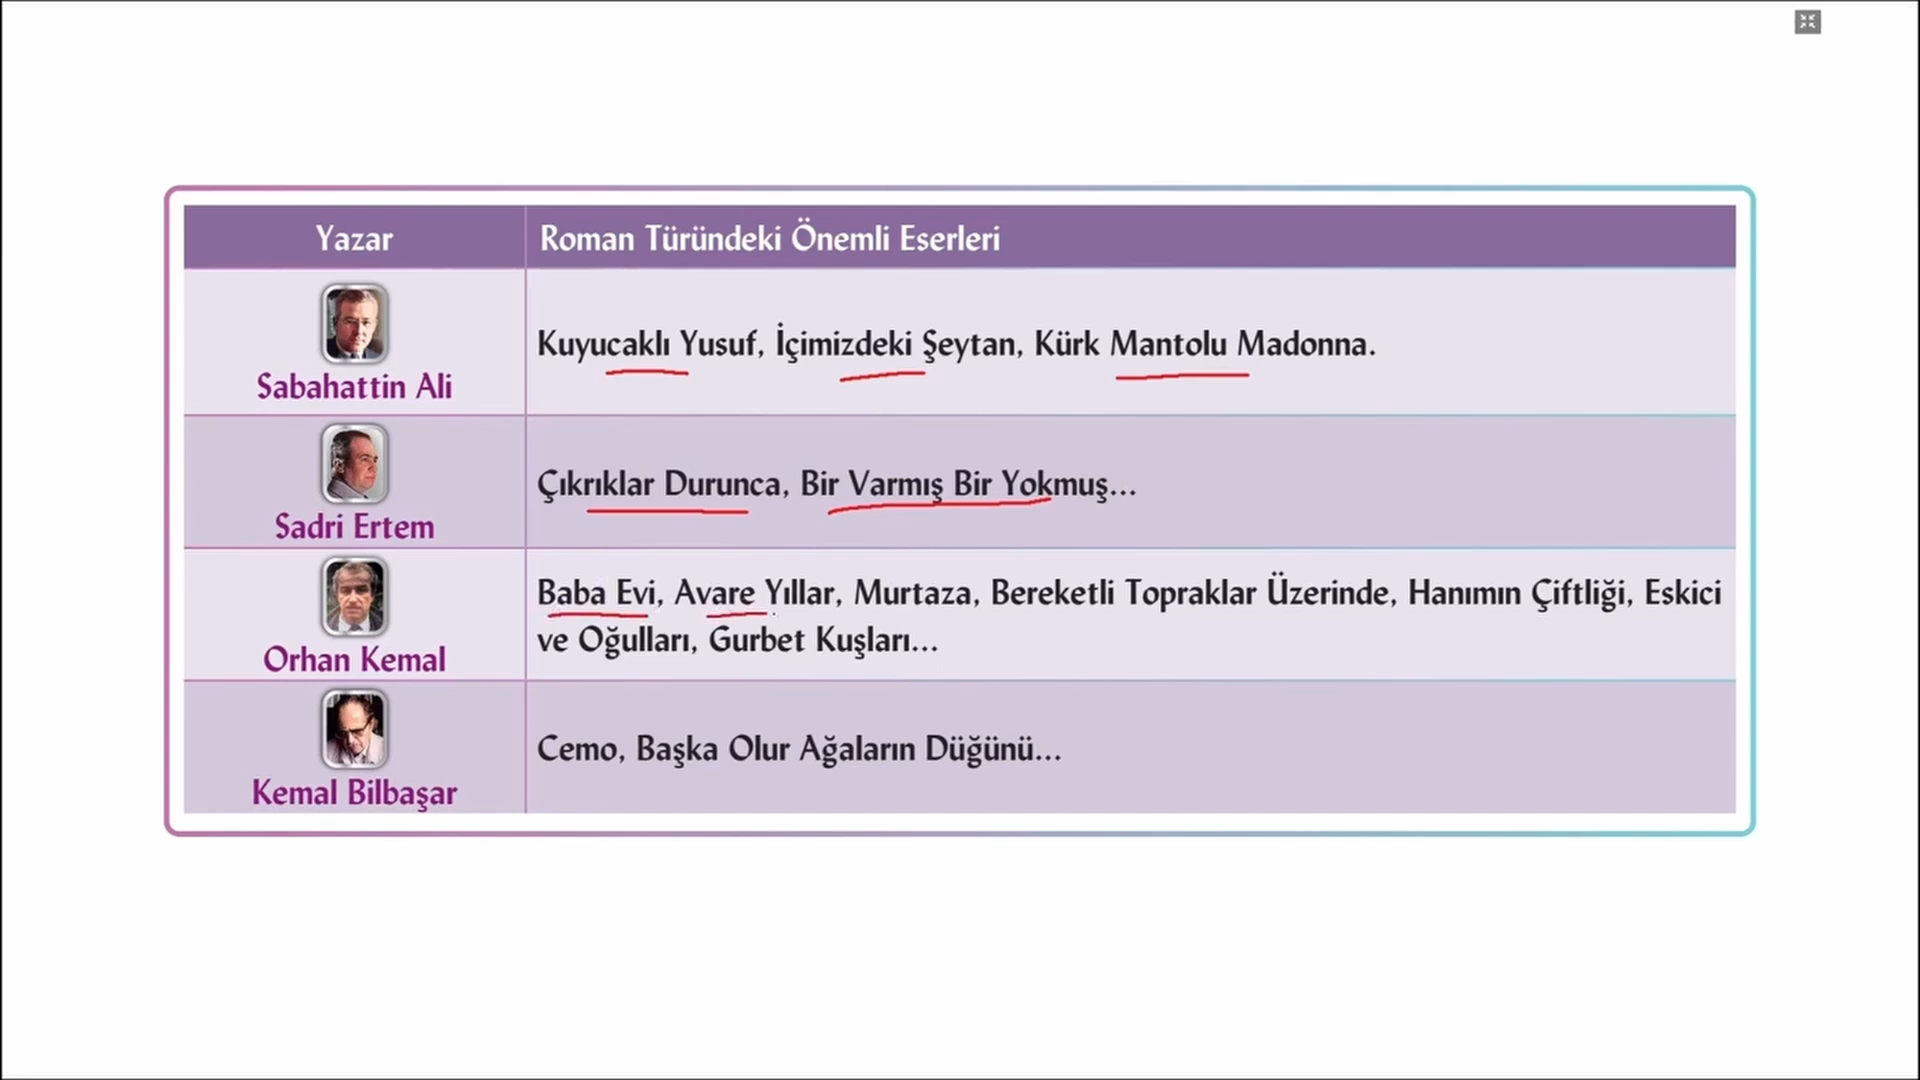 Yazar
Roman Türündeki Önemli Eserleri
Sabahattin Ali
Kuyucaklı Yusuf, İçimizdeki Şeytan, Kürk Mantolu Madonna.
Sadri Ertem
Çıkrıklar Durunca, Bir Varmış Bir Yokmuş...
Orhan Kemal
Baba Evi, Avare Yıllar, Murtaza, Bereketli Topraklar Üzerinde, Hanımın Çiftliği, Eskici
ve Oğulları, Gurbet Kuşları...
Kemal Bilbaşar
Cemo, Başka Olur Ağaların Düğünü...